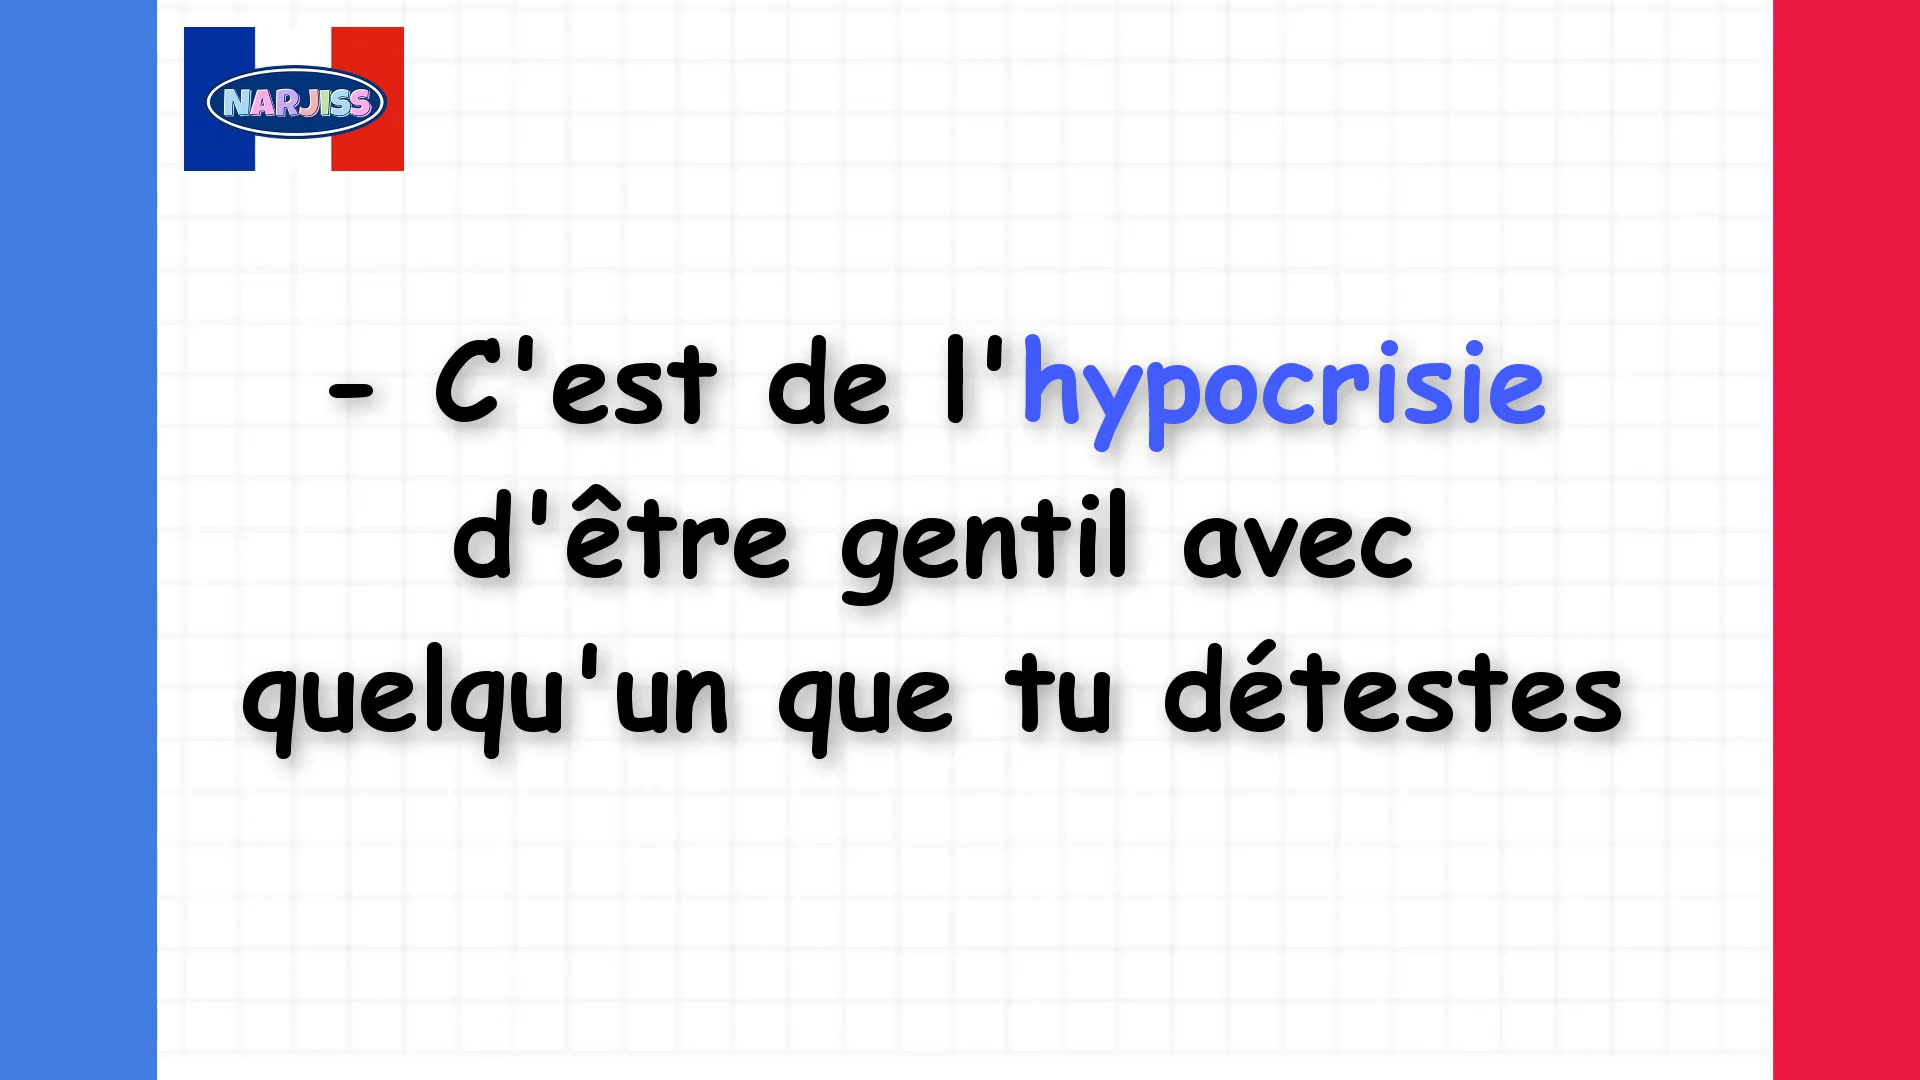 NARJISS
- C'est de l'hypocrisie
d'être gentil avec
quelqu'un que tu détestes